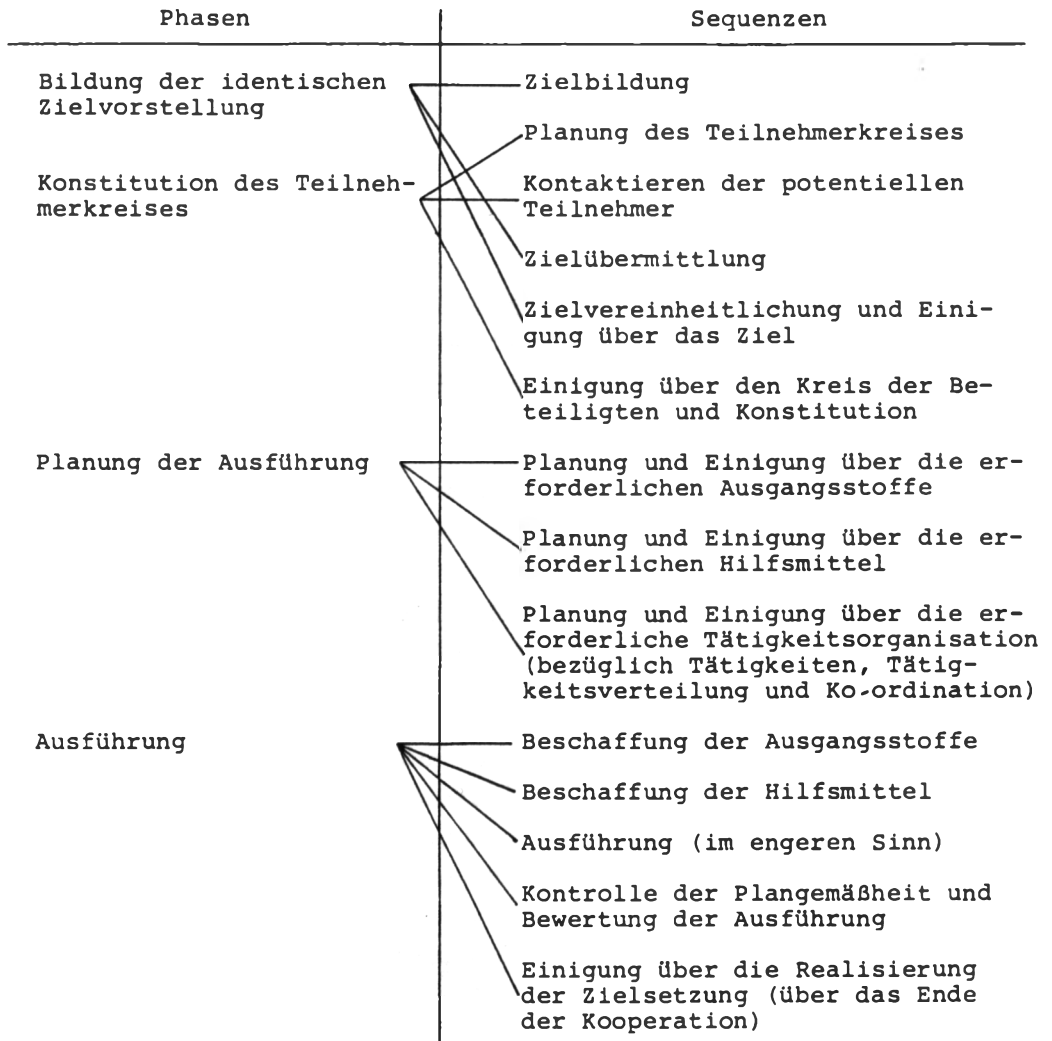 Phasen Sequenzen
Bildung der identischen
Zielvorstellung
Zielbildung
Planung des Teilnehmerkreises
Konstitution des Teilneh-
merkreises
Kontaktieren der potentiellen
Teilnehmer
Zielübermittlung
Zielvereinheitlichung und Eini-
gung über das Ziel
Einigung über den Kreis der Be-
teiligten und Konstitution
Planung der Ausführung
Planung und Einigung über die er-
forderlichen Ausgangsstoffe
Planung und Einigung über die er-
forderlichen Hilfsmittel
Planung und Einigung über die er-
forderliche Tätigkeitsorganisation
(bezüglich Tätigkeiten, Tätig-
keitsverteilung und Ko-ordination)
Ausführung
Beschaffung der Ausgangsstoffe
Beschaffung der Hilfsmittel
Ausführung (im engeren Sinn)
Kontrolle der Plangemäßheit und
Bewertung der Ausführung
Einigung über die Realisierung
der Zielsetzung (über das Ende
der Kooperation)